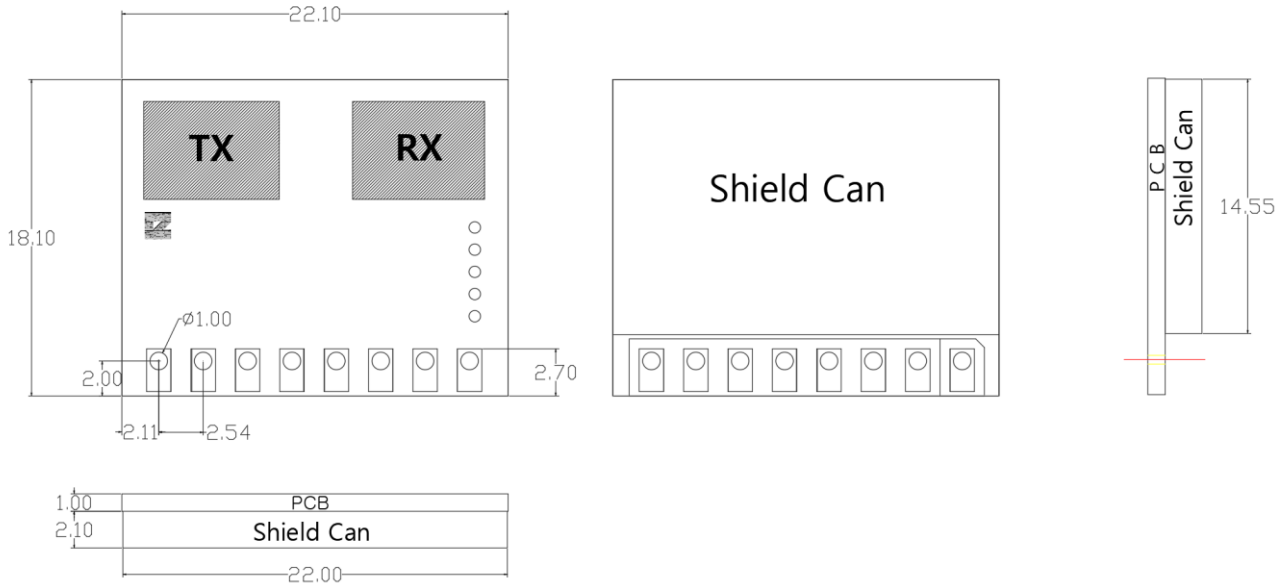 22.10
TX
RX
18.10
Ø1.00
2.00
2.70
2.11
2.54
Shield Can
PCB
Shield Can
14.55
1.00
PCB
2.10
Shield Can
22.00